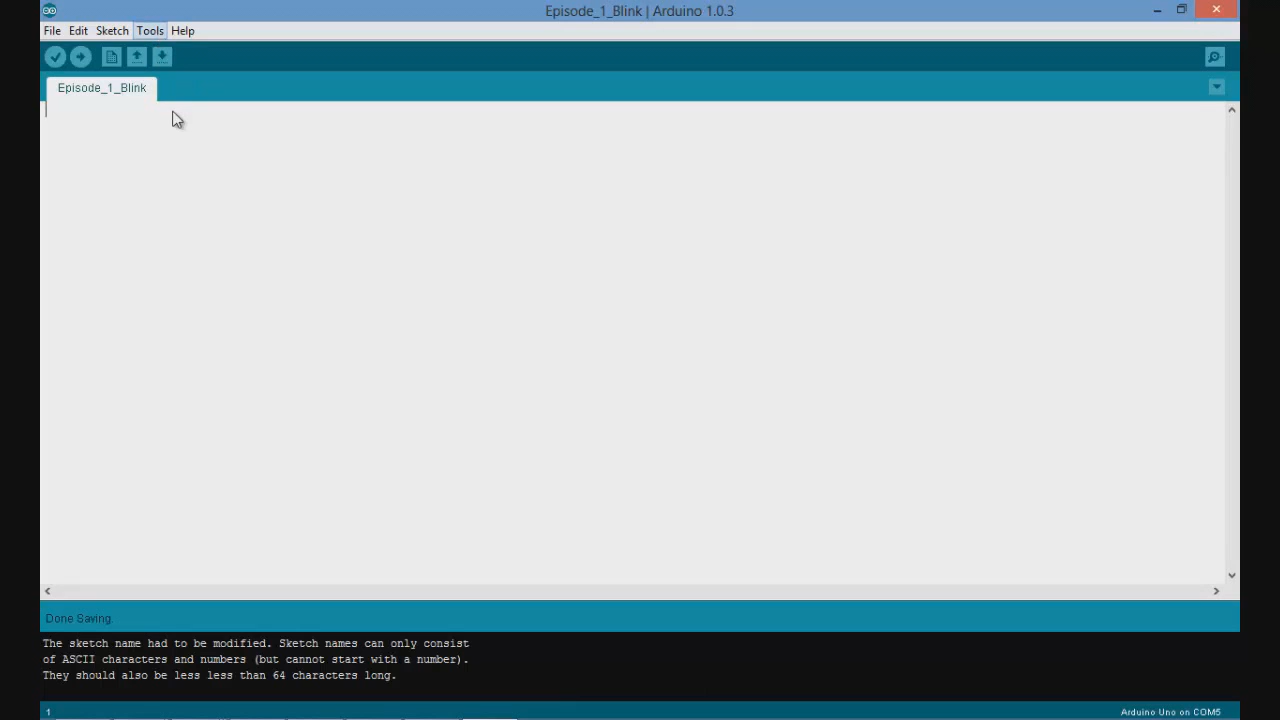 Episode_1_Blink | Arduino 1.0.3
File Edit Sketch Tools Help
Episode_1_Blink
Done Saving.
The sketch name had to be modified. Sketch names can only consist
of ASCII characters and numbers (but cannot start with a number).
They should also be less less than 64 characters long.
1 Arduino Uno on COM5